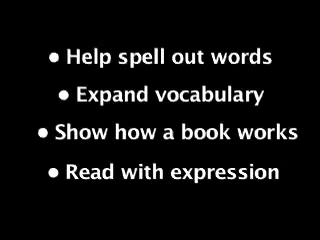 • Help spell out words
• Expand vocabulary
• Show how a book works
• Read with expression